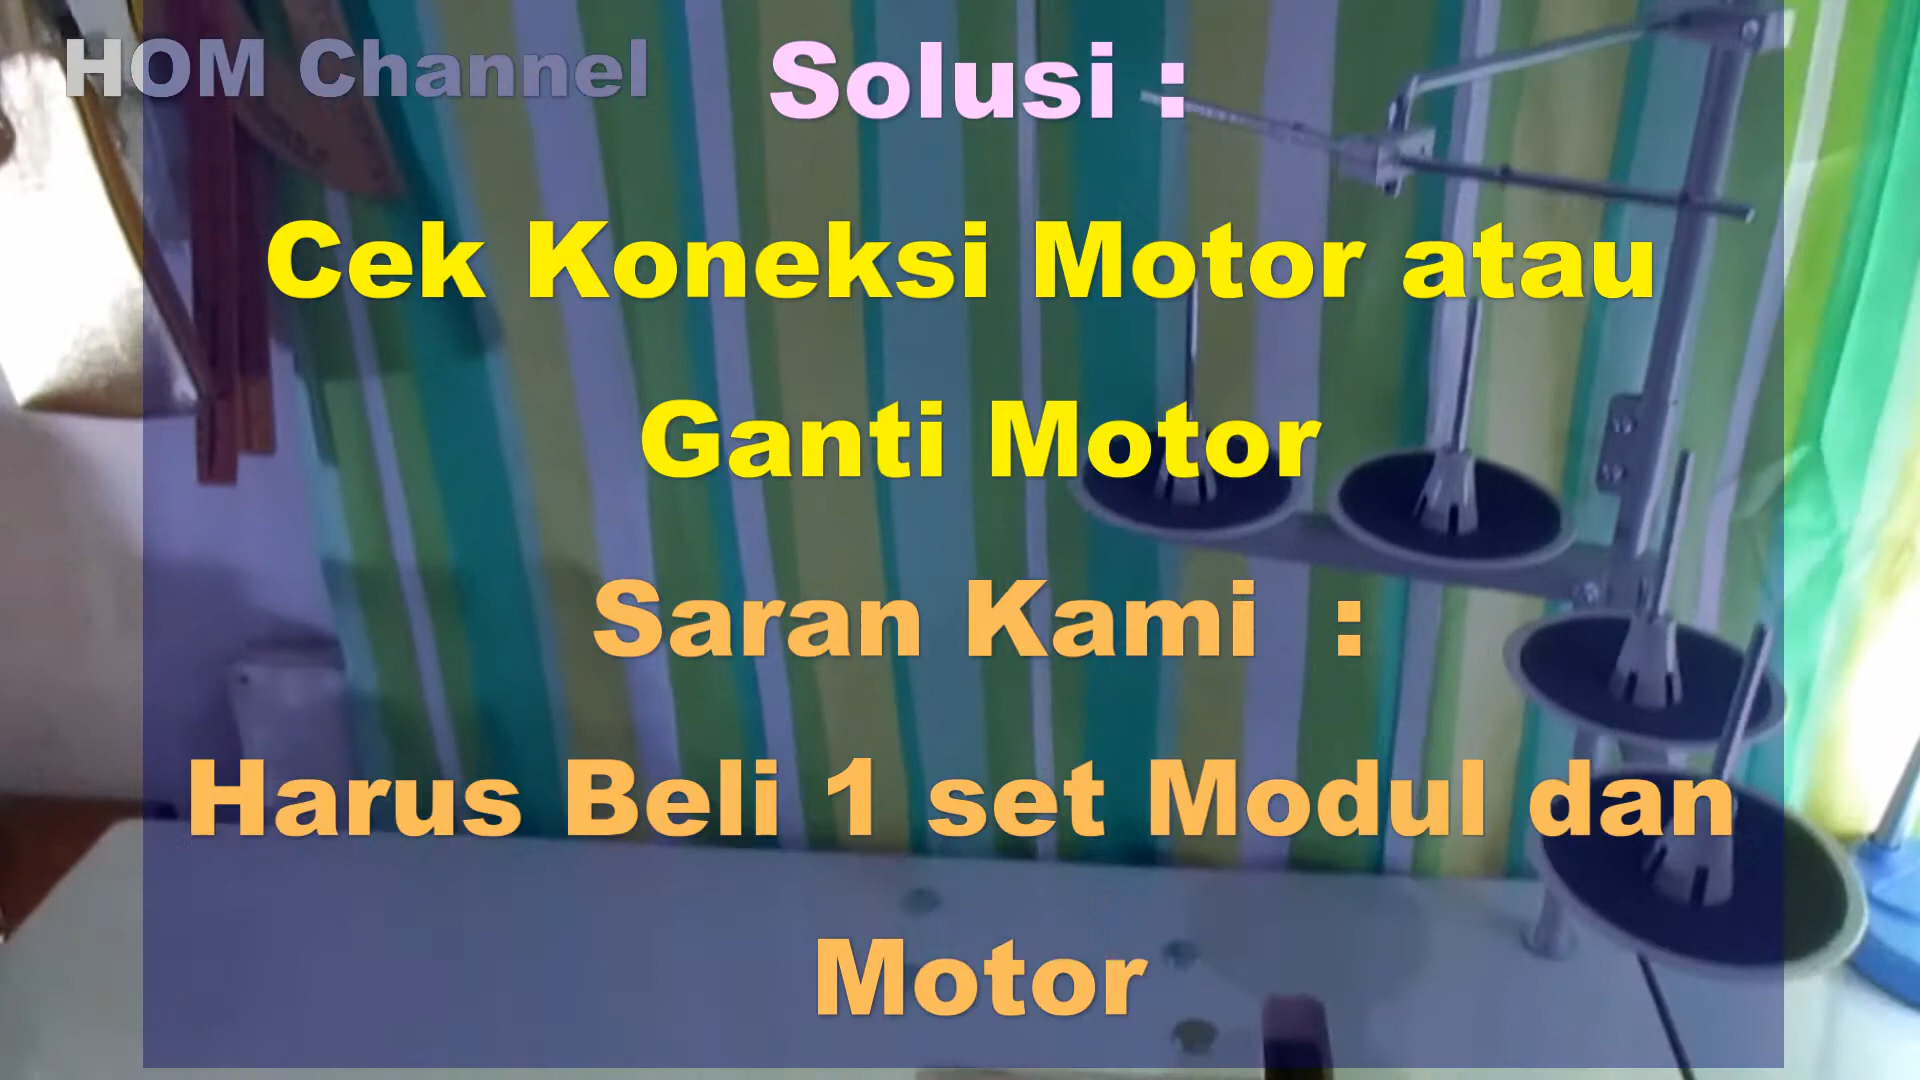 HOM Channel
Solusi :
Cek Koneksi Motor atau
Ganti Motor
Saran Kami :
Harus Beli 1 set Modul dan
Motor